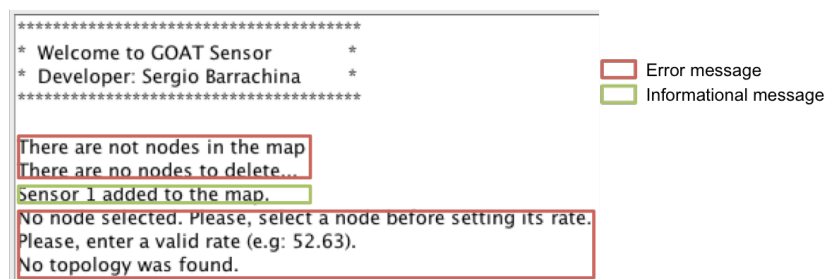 ***************************************
* Welcome to GOAT Sensor *
* Developer: Sergio Barrachina *
***************************************
There are not nodes in the map
There are no nodes to delete...
Sensor 1 added to the map.
No node selected. Please, select a node before setting its rate.
Please, enter a valid rate (e.g: 52.63).
No topology was found.
Error message
Informational message